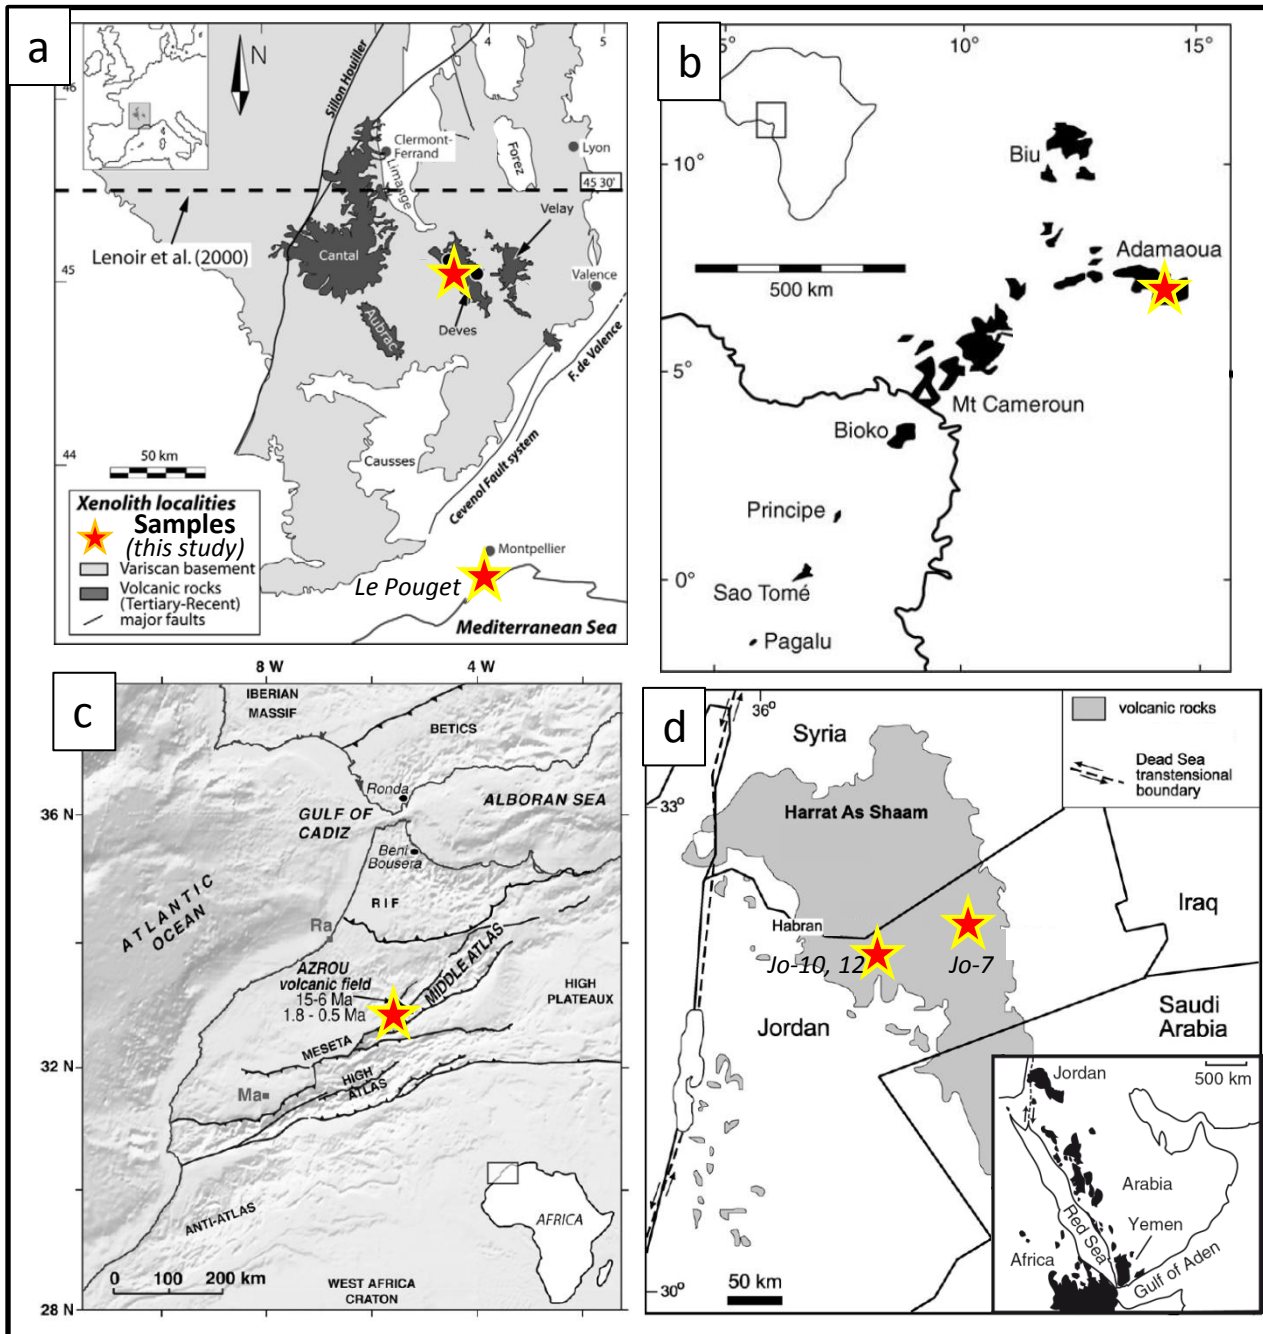 a
N
4
5
46
Sillon Houiller
Clermont-
Ferrand
Limange
Forez
Lyon
45 30'
Lenoir et al. (2000)
Velay
Cantal
45
Valence
Deves
Aubrac
F. de Valence
44
50 km
Causses
Cevenol Fault system
Xenolith localities
Samples
(this study)
Variscan basement
Volcanic rocks
(Tertiary-Recent)
major faults
Montpellier
Le Pouget
Mediterranean Sea
b
5°
10°
15°
10°
Biu
Adamaoua
500 km
5°
Mt Cameroun
Bioko
Principe
0°
Sao Tomé
Pagalu
c
8 W
4 W
IBERIAN
MASSIF
BETICS
Ronda
36 N
GULF OF
CADIZ
ALBORAN SEA
Beni
Bousera
ATLANTIC
OCEAN
RIF
Ra
AZROU
volcanic field
15-6 Ma
1.8 - 0.5 Ma
MIDDLE ATLAS
HIGH
PLATEAUX
MESETA
32 N
HIGH
ATLAS
Ma
ANTI-ATLAS
AFRICA
0 100 200 km
WEST AFRICA
CRATON
28 N
d
36°
Syria
volcanic rocks
Dead Sea
transtensional
boundary
33°
Harrat As Shaam
Iraq
Habran
Jo-10, 12
Jo-7
Jordan
Saudi
Arabia
500 km
Jordan
Arabia
Red Sea
Yemen
Africa
Gulf of Aden
30°
50 km